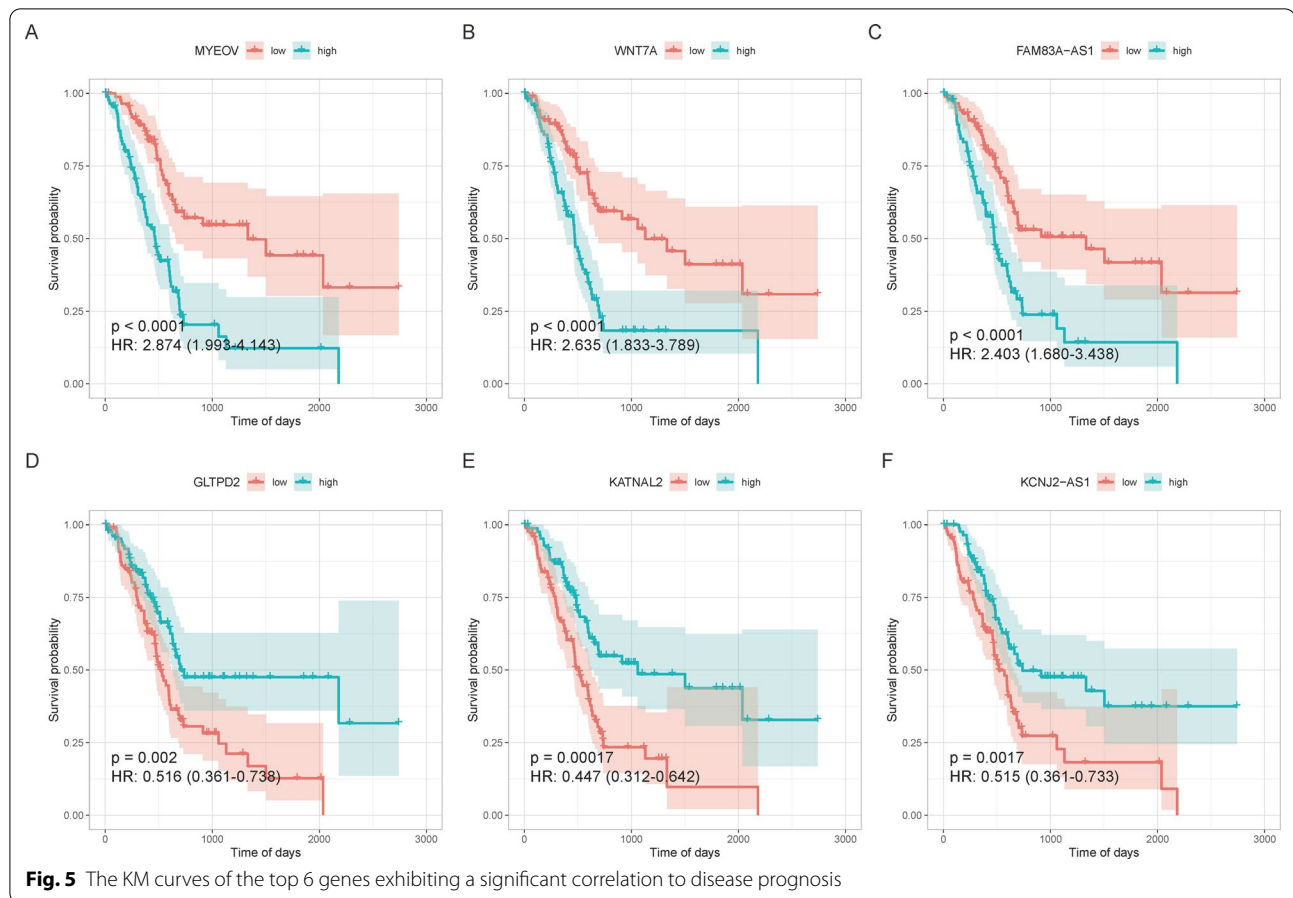 A
MYEOV low high
1.00
0.75
0.50
0.25
0.00
Survival probability
p < 0.0001
HR: 2.874 (1.993-4.143)
0 1000 2000 3000
Time of days
B
WNT7A low high
1.00
0.75
0.50
0.25
0.00
Survival probability
p < 0.0001
HR: 2.635 (1.833-3.789)
0 1000 2000 3000
Time of days
C
FAM83A−AS1 low high
1.00
0.75
0.50
0.25
0.00
Survival probability
p < 0.0001
HR: 2.403 (1.680-3.438)
0 1000 2000 3000
Time of days
D
GLTPD2 low high
1.00
0.75
0.50
0.25
0.00
Survival probability
p = 0.002
HR: 0.516 (0.361-0.738)
0 1000 2000 3000
Time of days
E
KATNAL2 low high
1.00
0.75
0.50
0.25
0.00
Survival probability
p = 0.00017
HR: 0.447 (0.312-0.642)
0 1000 2000 3000
Time of days
F
KCNJ2−AS1 low high
1.00
0.75
0.50
0.25
0.00
Survival probability
p = 0.0017
HR: 0.515 (0.361-0.733)
0 1000 2000 3000
Time of days
Fig. 5 The KM curves of the top 6 genes exhibiting a significant correlation to disease prognosis